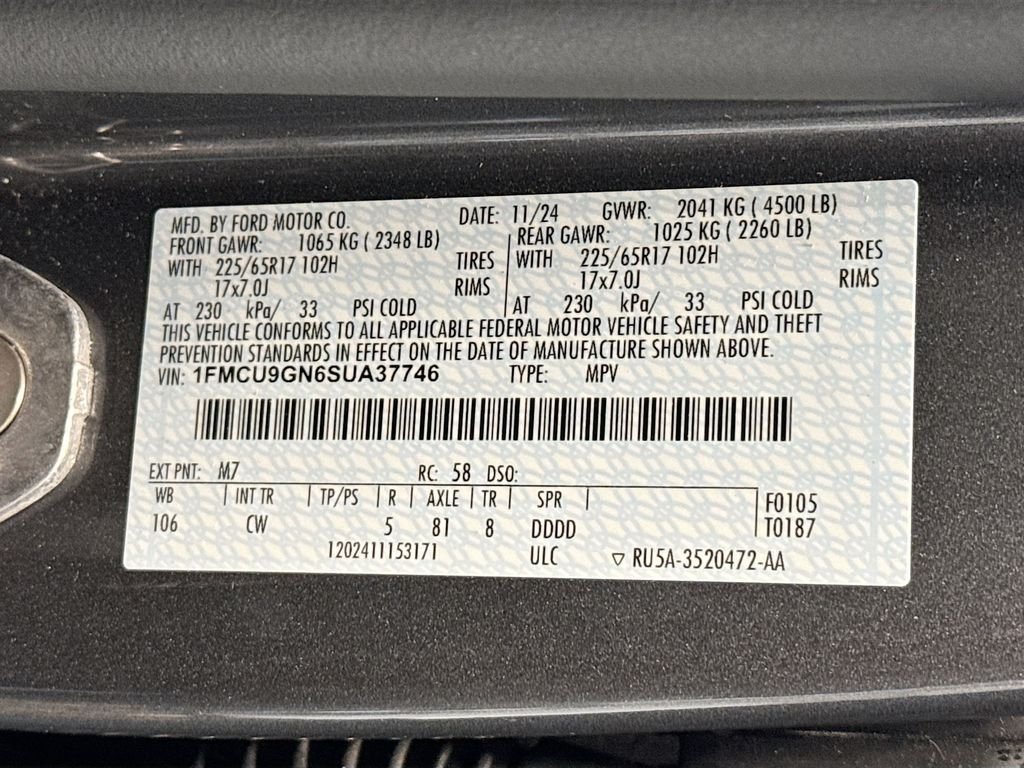 MFD. BY FORD MOTOR CO. DATE: 11/24 GVWR: 2041 KG ( 4500 LB)
FRONT GAWR: 1065 KG ( 2348 LB) REAR GAWR: 1025 KG ( 2260 LB)
WITH 225/65R17 102H TIRES WITH 225/65R17 102H TIRES
17x7.0J RIMS 17x7.0J RIMS
AT 230 kPa/ 33 PSI COLD AT 230 kPa/ 33 PSI COLD
THIS VEHICLE CONFORMS TO ALL APPLICABLE FEDERAL MOTOR VEHICLE SAFETY AND THEFT
PREVENTION STANDARDS IN EFFECT ON THE DATE OF MANUFACTURE SHOWN ABOVE.
VIN: 1FMCU9GN6SUA37746 TYPE: MPV
EXT PNT: M7 RC: 58 DSO:
WB INT TR TP/PS R AXLE TR SPR F0105
106 CW 5 81 8 DDDD T0187
1202411153171 ULC ▽ RU5A-3520472-AA